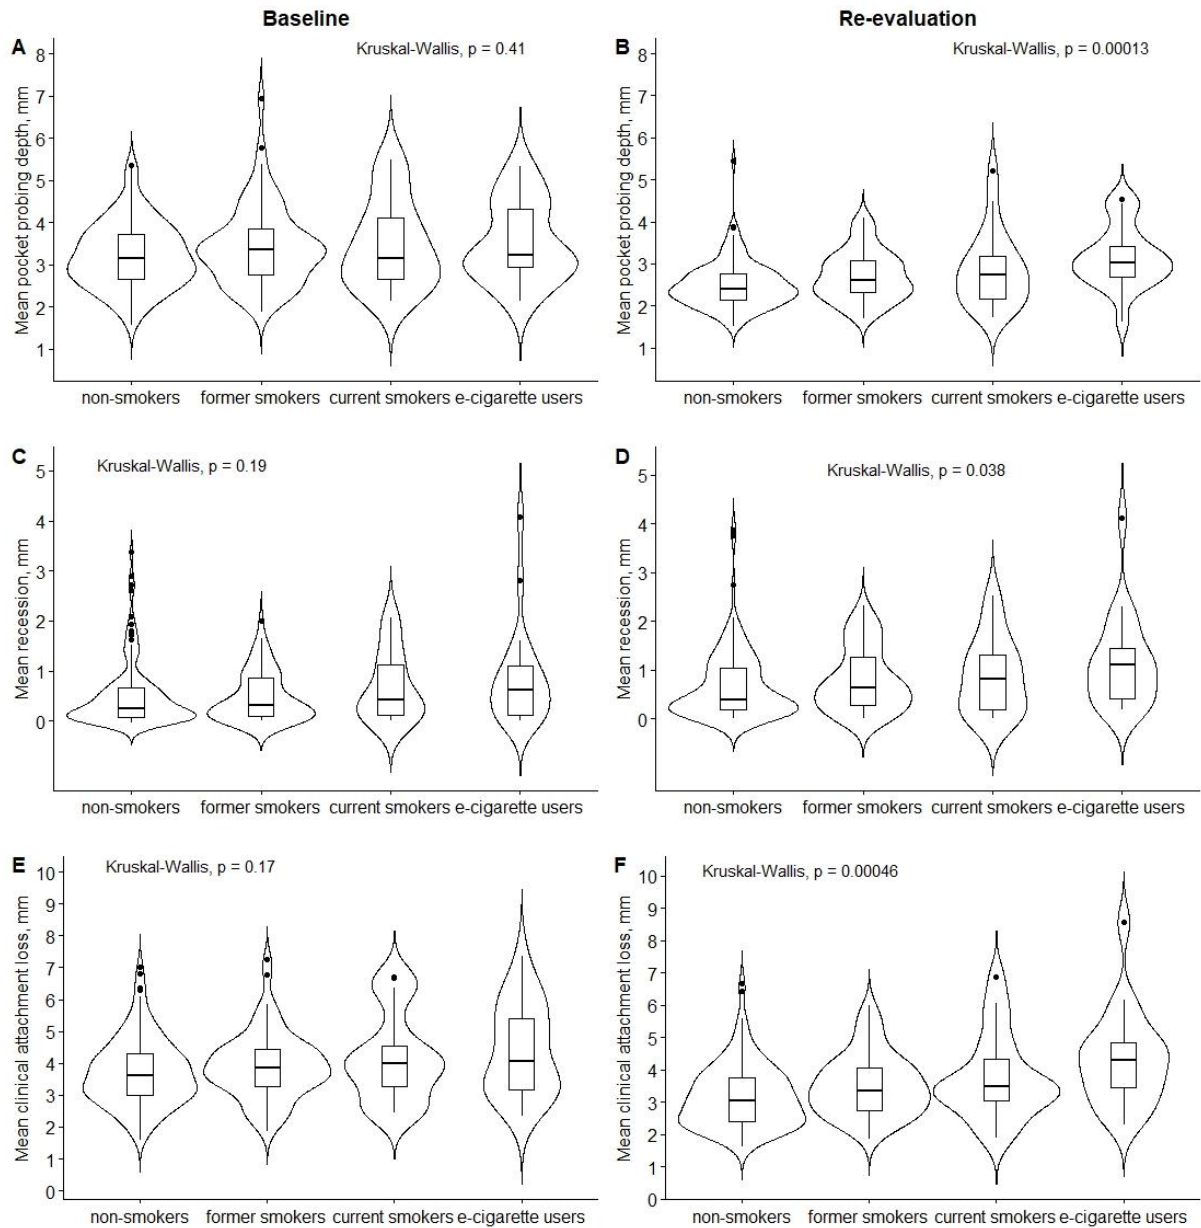 Baseline
Re-evaluation
A
Kruskal-Wallis, p = 0.41
Mean pocket probing depth, mm
8
7
6
5
4
3
2
1
non-smokers former smokers current smokers e-cigarette users
B
Kruskal-Wallis, p = 0.00013
Mean pocket probing depth, mm
8
7
6
5
4
3
2
1
non-smokers former smokers current smokers e-cigarette users
C
Kruskal-Wallis, p = 0.19
Mean recession, mm
5
4
3
2
1
0
non-smokers former smokers current smokers e-cigarette users
D
Kruskal-Wallis, p = 0.038
Mean recession, mm
5
4
3
2
1
0
non-smokers former smokers current smokers e-cigarette users
E
Kruskal-Wallis, p = 0.17
Mean clinical attachment loss, mm
10
9
8
7
6
5
4
3
2
1
0
non-smokers former smokers current smokers e-cigarette users
F
Kruskal-Wallis, p = 0.00046
Mean clinical attachment loss, mm
10
9
8
7
6
5
4
3
2
1
0
non-smokers former smokers current smokers e-cigarette users